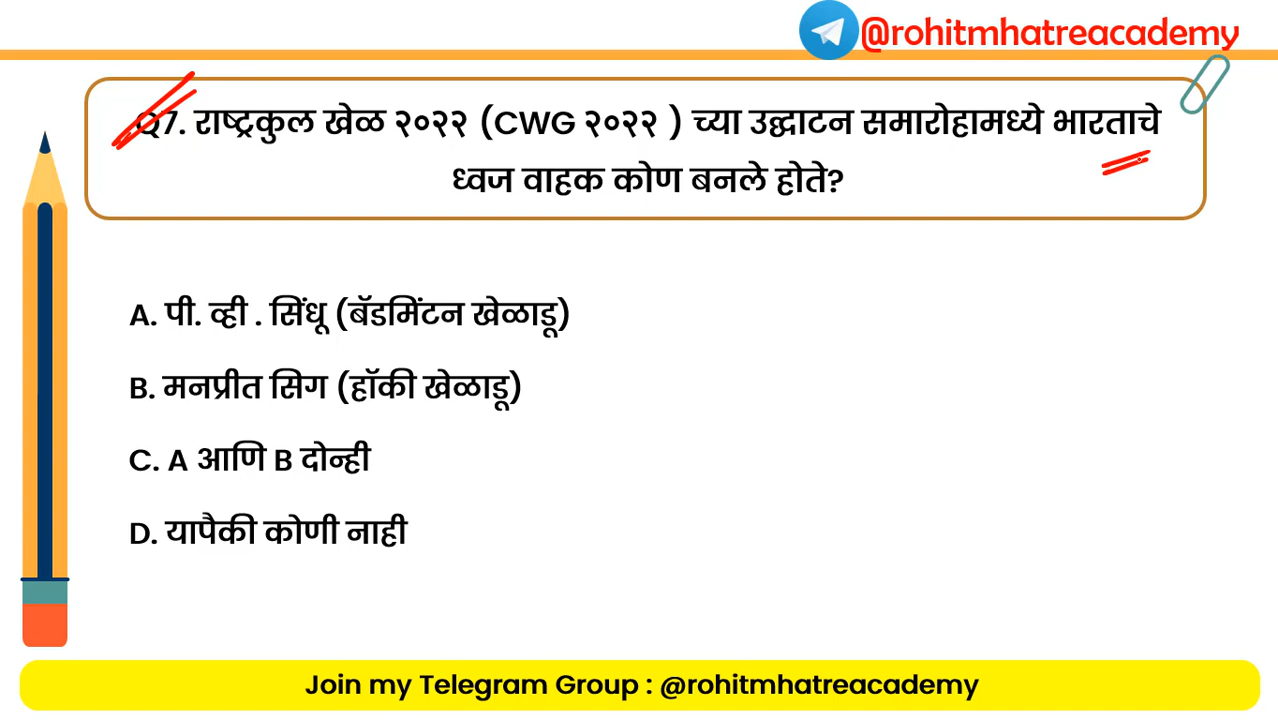 @rohitmhatreacademy
Q7. राष्ट्रकुल खेळ २०२२ (CWG २०२२ ) च्या उद्घाटन समारोहामध्ये भारताचे
ध्वज वाहक कोण बनले होते?
A. पी. व्ही . सिंधू (बॅडमिंटन खेळाडू)
B. मनप्रीत सिग (हॉकी खेळाडू)
C. A आणि B दोन्ही
D. यापैकी कोणी नाही
Join my Telegram Group : @rohitmhatreacademy